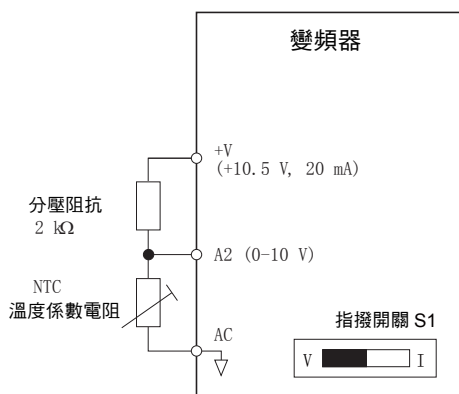 變頻器
+V
(+10.5 V, 20 mA)
分壓阻抗
2 kΩ
A2 (0-10 V)
NTC
溫度係數電阻
AC
指撥開關 S1
V I